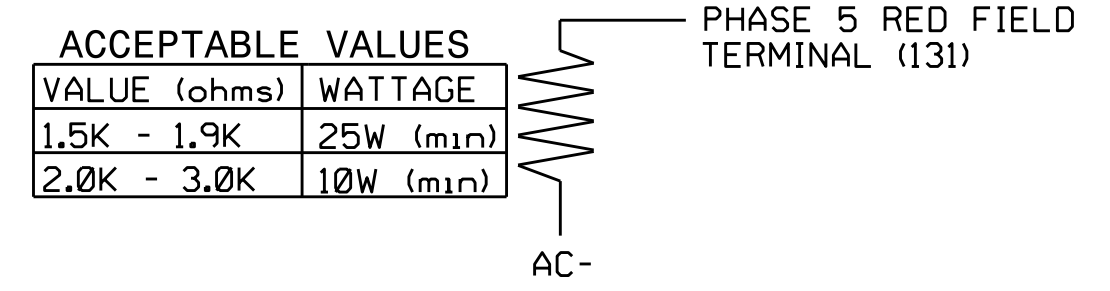 ACCEPTABLE VALUES
VALUE (ohms) WATTAGE
1.5K - 1.9K 25W (min)
2.0K - 3.0K 10W (min)
PHASE 5 RED FIELD
TERMINAL (131)
AC-